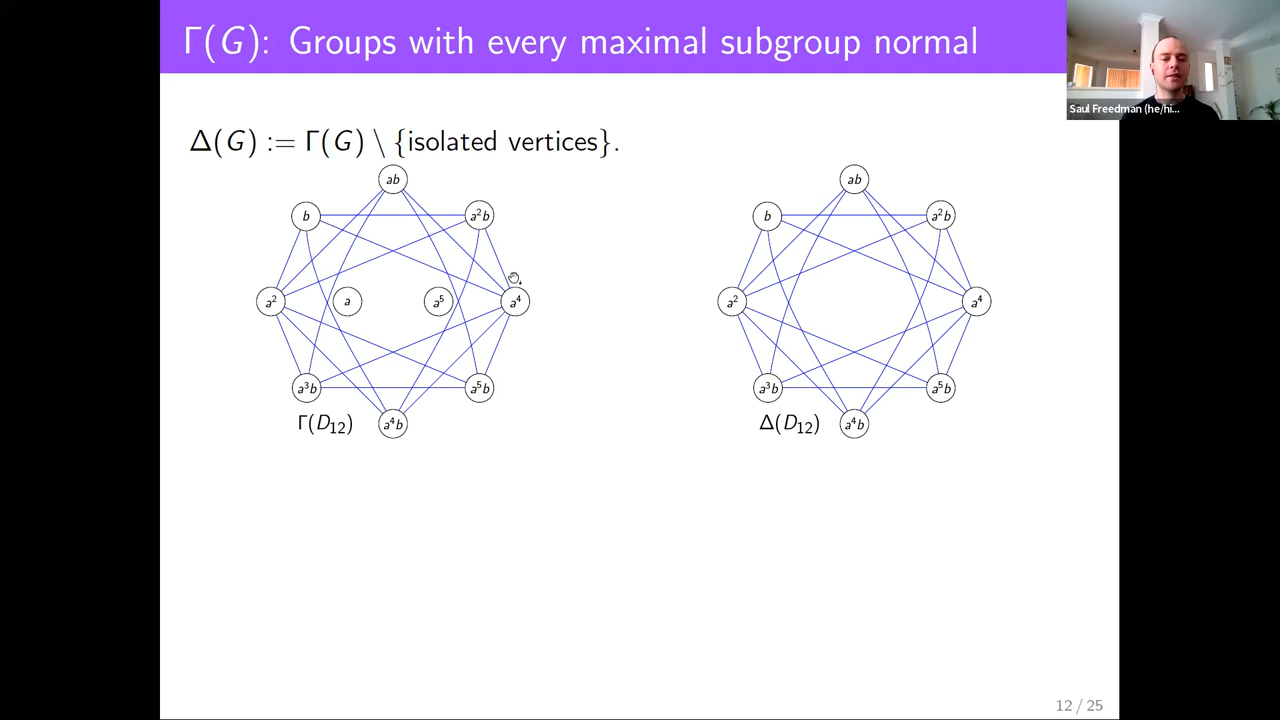 Γ(G): Groups with every maximal subgroup normal
Saul Freedman (he/hi...
Δ(G) := Γ(G) \ {isolated vertices}.
ab
b
a²b
a²
a
a⁵
a⁴
a³b
a⁵b
Γ(D₁₂)
a⁴b
ab
b
a²b
a²
a⁴
a³b
a⁵b
Δ(D₁₂)
a⁴b
12 / 25